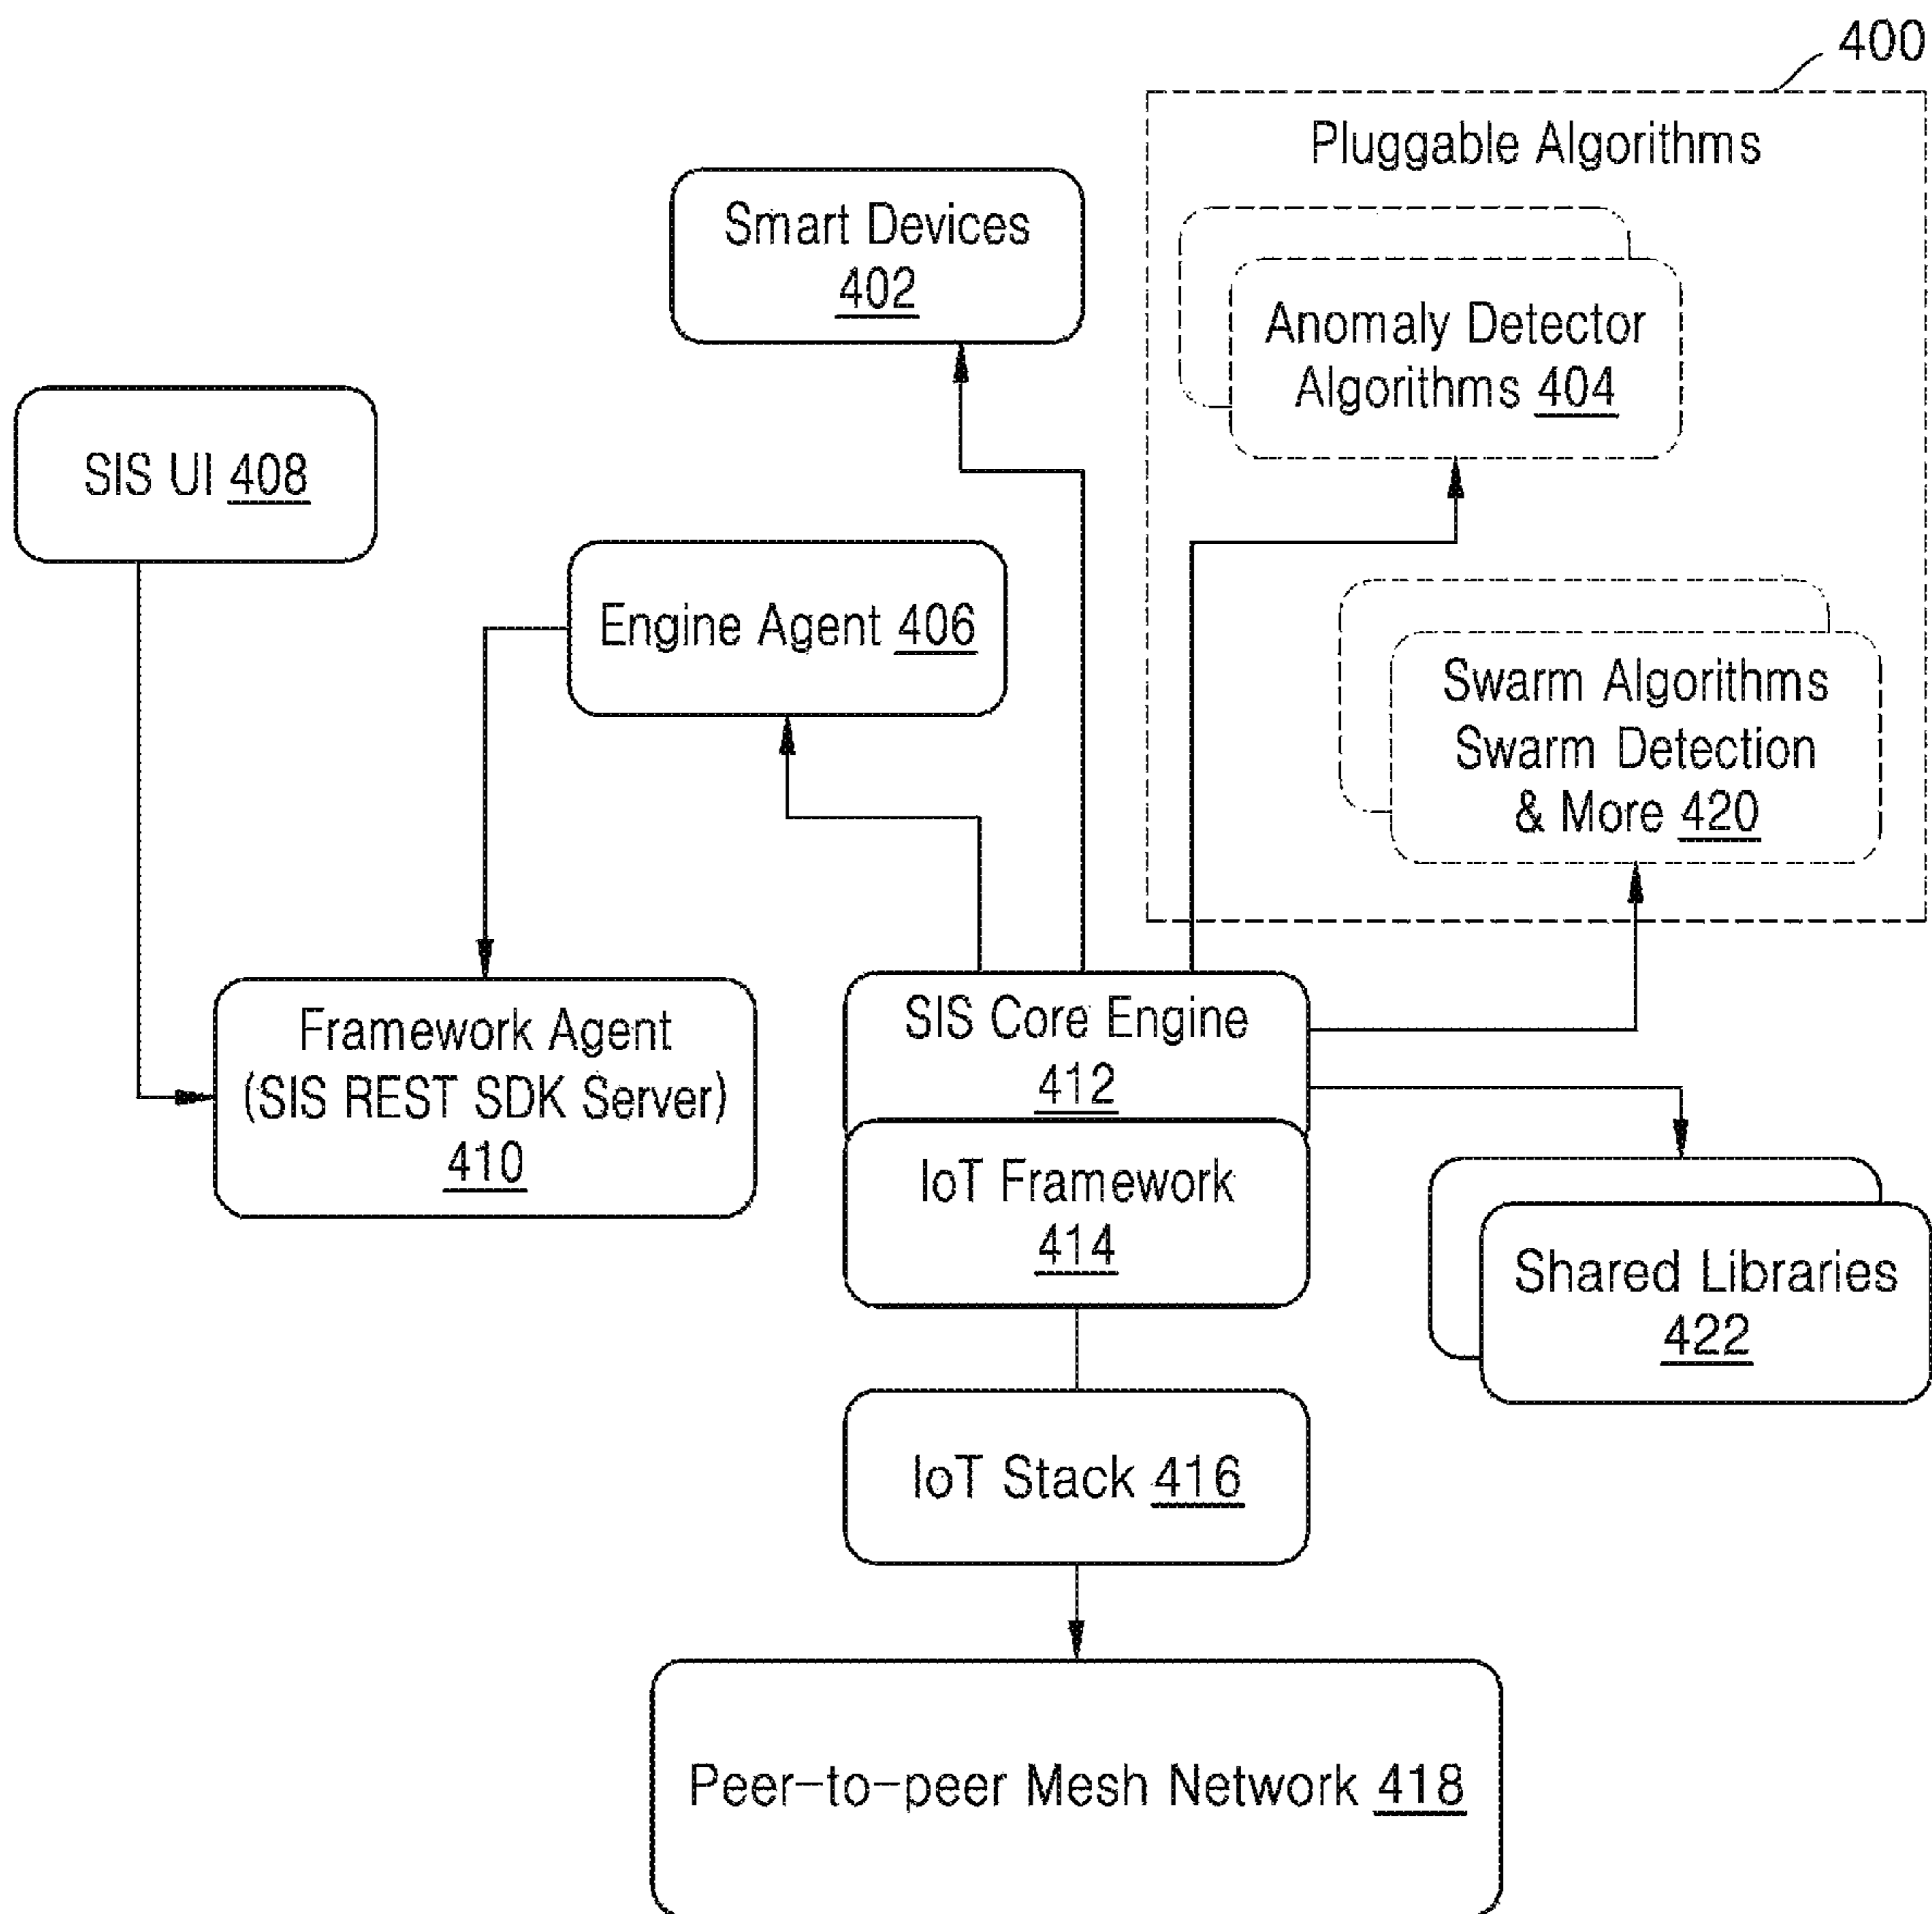 400
Pluggable Algorithms
Smart Devices
402
Anomaly Detector
Algorithms 404
SIS UI 408
Engine Agent 406
Swarm Algorithms
Swarm Detection
& More 420
Framework Agent
(SIS REST SDK Server)
410
SIS Core Engine
412
IoT Framework
414
Shared Libraries
422
IoT Stack 416
Peer-to-peer Mesh Network 418